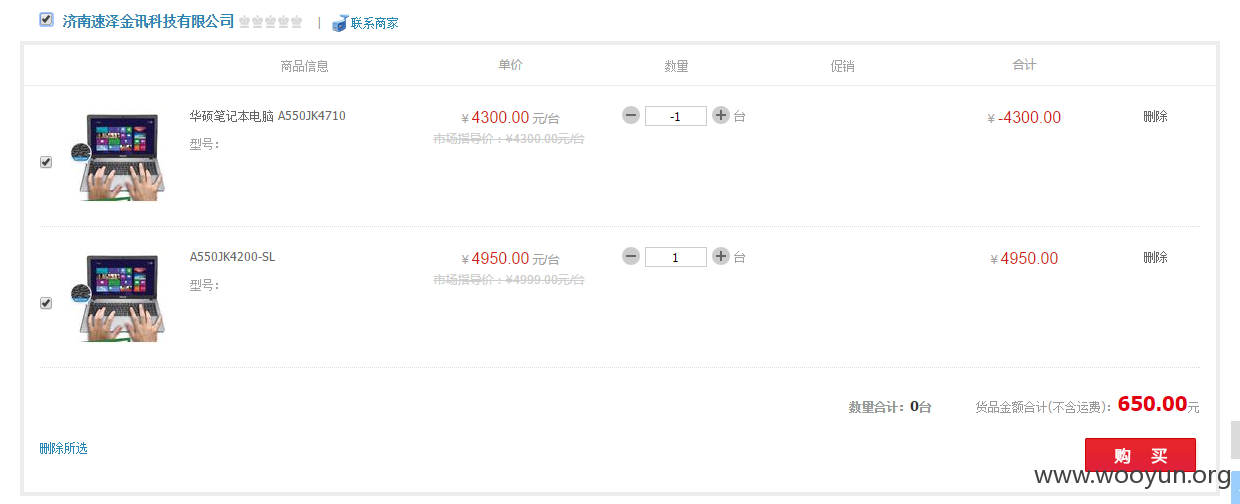 济南速泽金讯科技有限公司 | 联系商家
商品信息 单价 数量 促销 合计
华硕笔记本电脑 A550JK4710 ¥ 4300.00 元/台 -1 台 ¥ -4300.00 删除
型号： 市场指导价：¥4300.00元/台
A550JK4200-SL ¥ 4950.00 元/台 1 台 ¥ 4950.00 删除
型号： 市场指导价：¥4999.00元/台
数量合计：0台 货品金额合计(不含运费)：650.00元
删除所选 购 买
www.wooyun.org